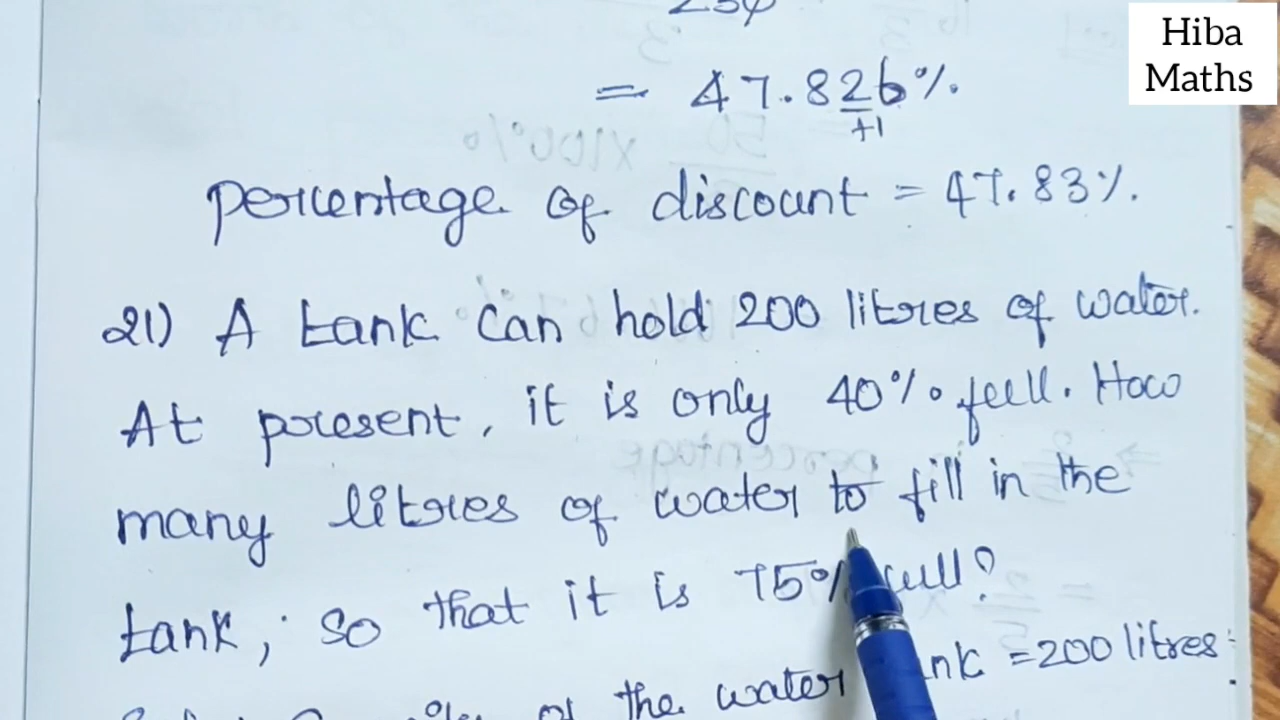 Hiba
Maths
= 47.826%
+1
percentage of discount = 47.83%.
21) A tank can hold 200 litres of water.
At present, it is only 40% full. How
many litres of water to fill in the
tank, so that it is 75% full?
of the water = 200 litres